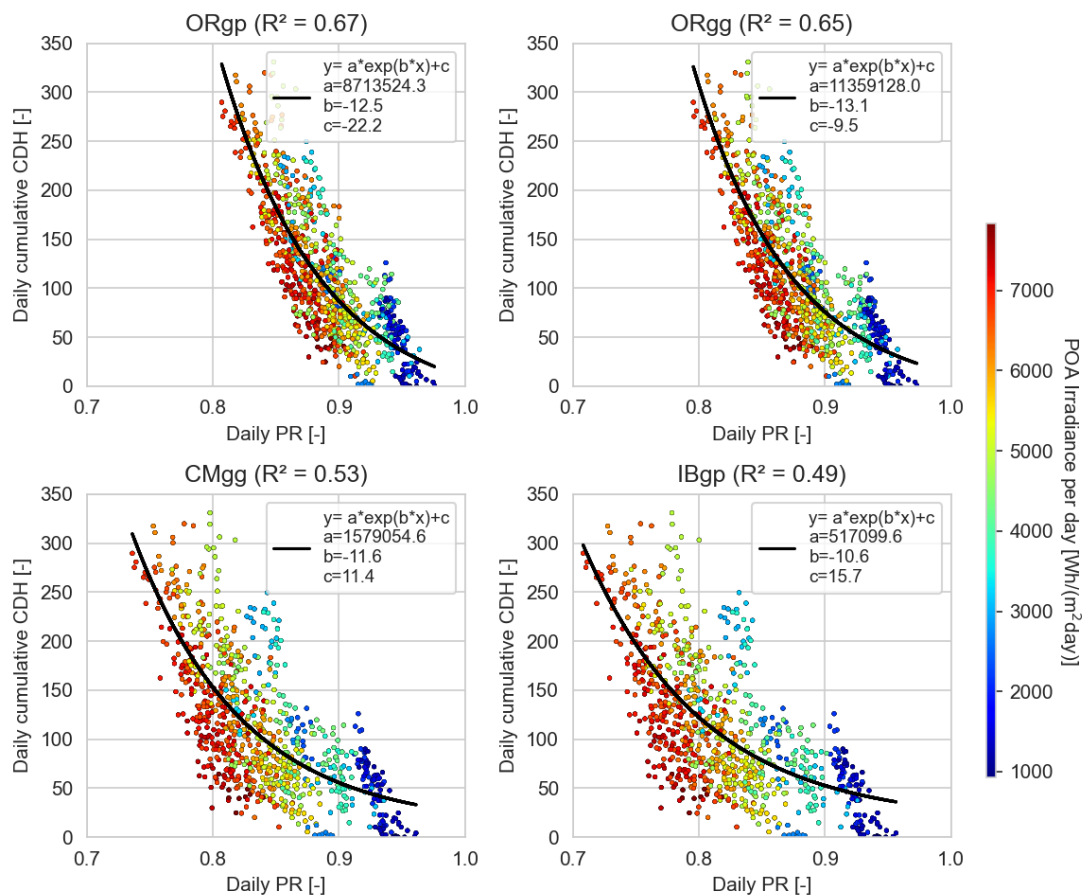 ORgp (R² = 0.67)
350
300
250
200
150
100
50
0
Daily cumulative CDH [-]
y= a*exp(b*x)+c
a=8713524.3
b=-12.5
c=-22.2
0.7 0.8 0.9 1.0
Daily PR [-]
ORgg (R² = 0.65)
350
300
250
200
150
100
50
0
Daily cumulative CDH [-]
y= a*exp(b*x)+c
a=11359128.0
b=-13.1
c=-9.5
0.7 0.8 0.9 1.0
Daily PR [-]
CMgg (R² = 0.53)
350
300
250
200
150
100
50
0
Daily cumulative CDH [-]
y= a*exp(b*x)+c
a=1579054.6
b=-11.6
c=11.4
0.7 0.8 0.9 1.0
Daily PR [-]
IBgp (R² = 0.49)
350
300
250
200
150
100
50
0
Daily cumulative CDH [-]
y= a*exp(b*x)+c
a=517099.6
b=-10.6
c=15.7
0.7 0.8 0.9 1.0
Daily PR [-]
7000
6000
5000
4000
3000
2000
1000
POA Irradiance per day [Wh/(m²day)]